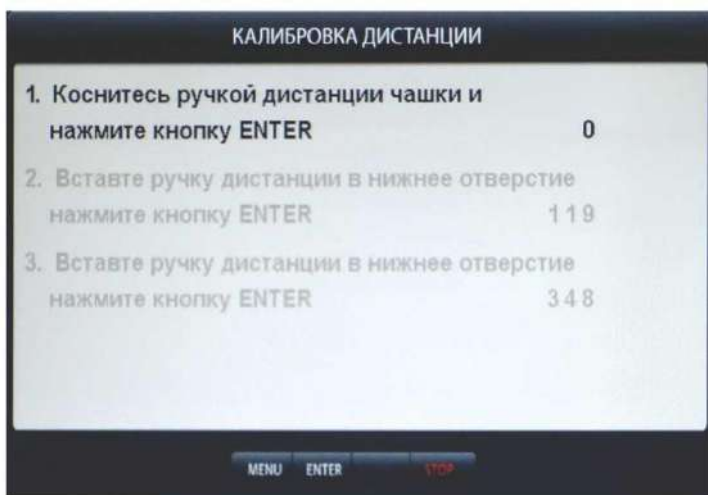 КАЛИБРОВКА ДИСТАНЦИИ
1. Коснитесь ручкой дистанции чашки и
нажмите кнопку ENTER 0
2. Вставте ручку дистанции в нижнее отверстие
нажмите кнопку ENTER 119
3. Вставте ручку дистанции в нижнее отверстие
нажмите кнопку ENTER 348
MENU ENTER STOP